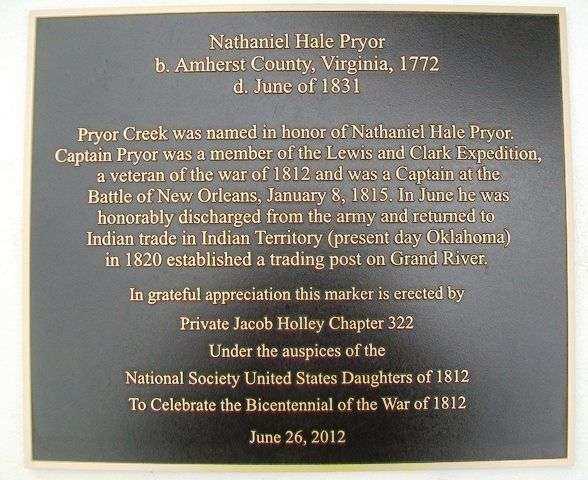 Nathaniel Hale Pryor
b. Amherst County, Virginia, 1772
d. June of 1831
Pryor Creek was named in honor of Nathaniel Hale Pryor.
Captain Pryor was a member of the Lewis and Clark Expedition,
a veteran of the war of 1812 and was a Captain at the
Battle of New Orleans, January 8, 1815. In June he was
honorably discharged from the army and returned to
Indian trade in Indian Territory (present day Oklahoma)
in 1820 established a trading post on Grand River.
In grateful appreciation this marker is erected by
Private Jacob Holley Chapter 322
Under the auspices of the
National Society United States Daughters of 1812
To Celebrate the Bicentennial of the War of 1812
June 26, 2012